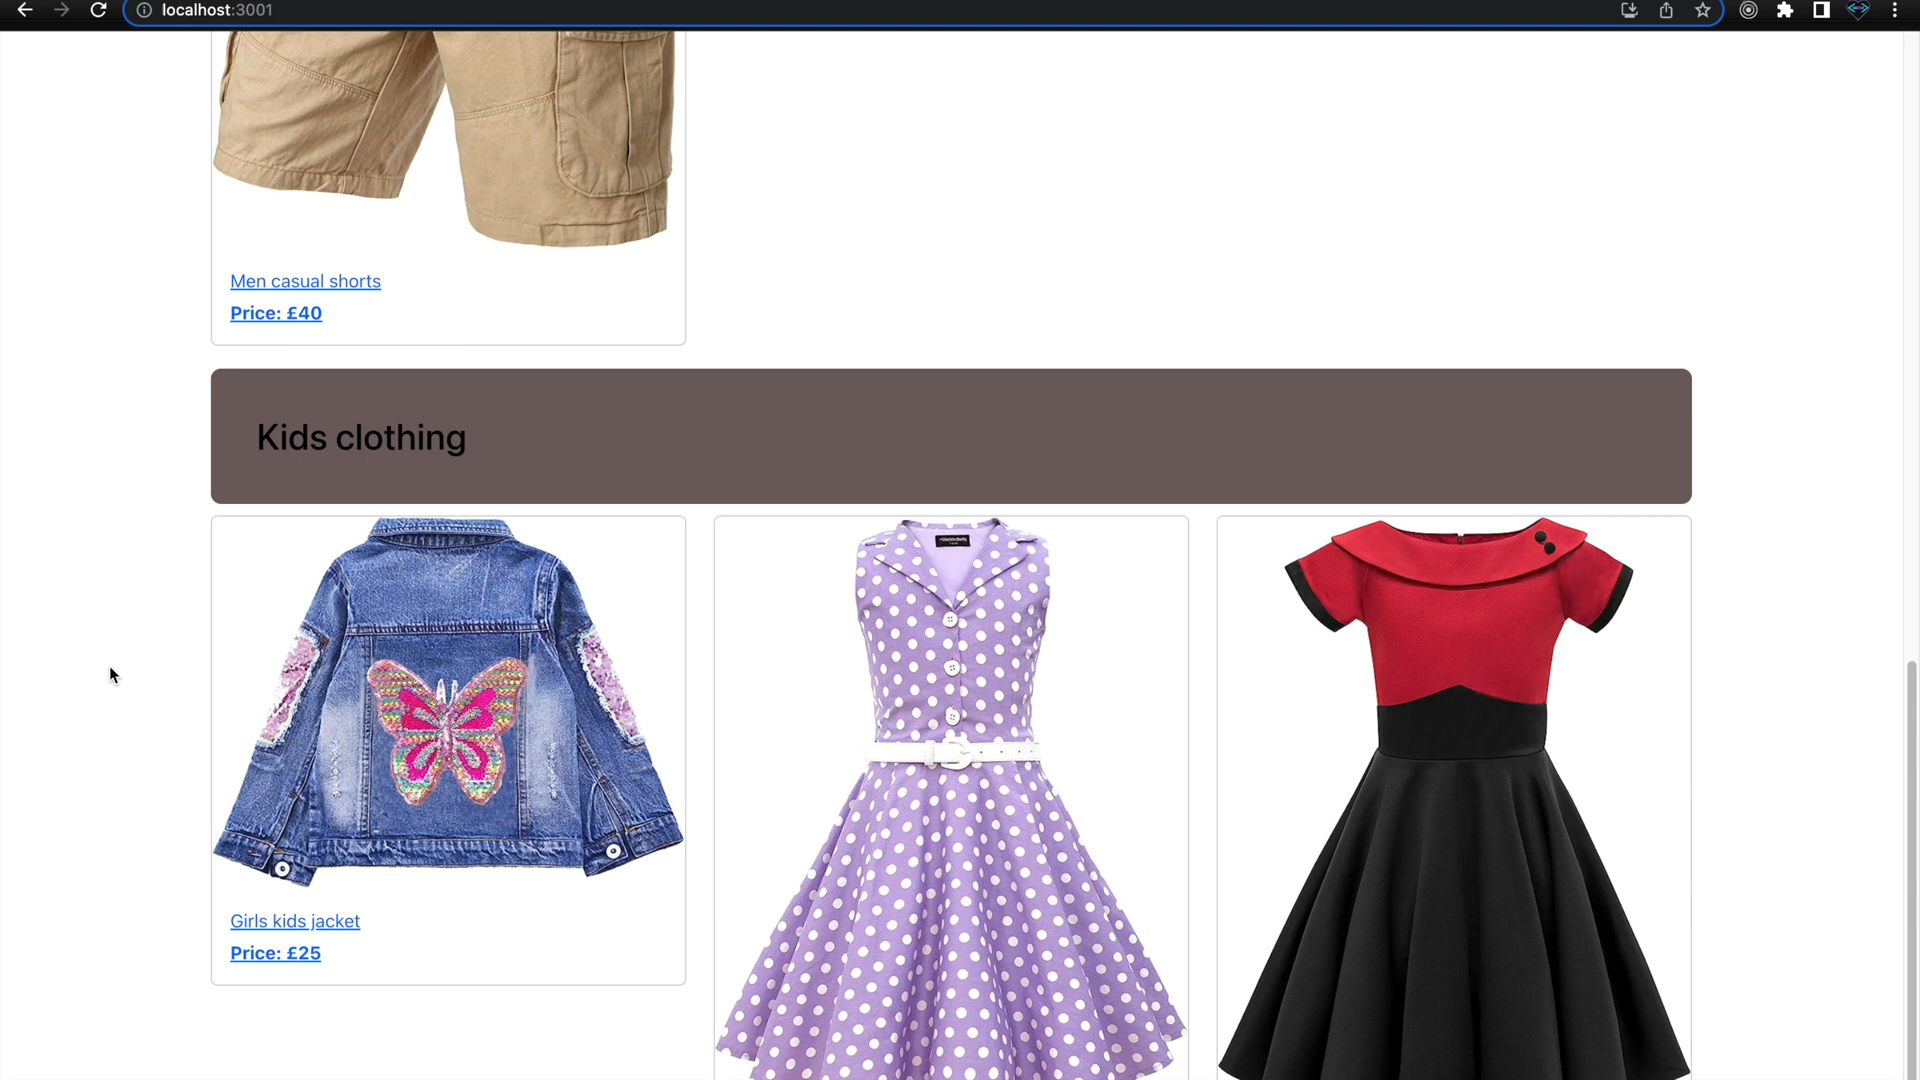 localhost:3001
Men casual shorts
Price: £40
Kids clothing
Girls kids jacket
Price: £25